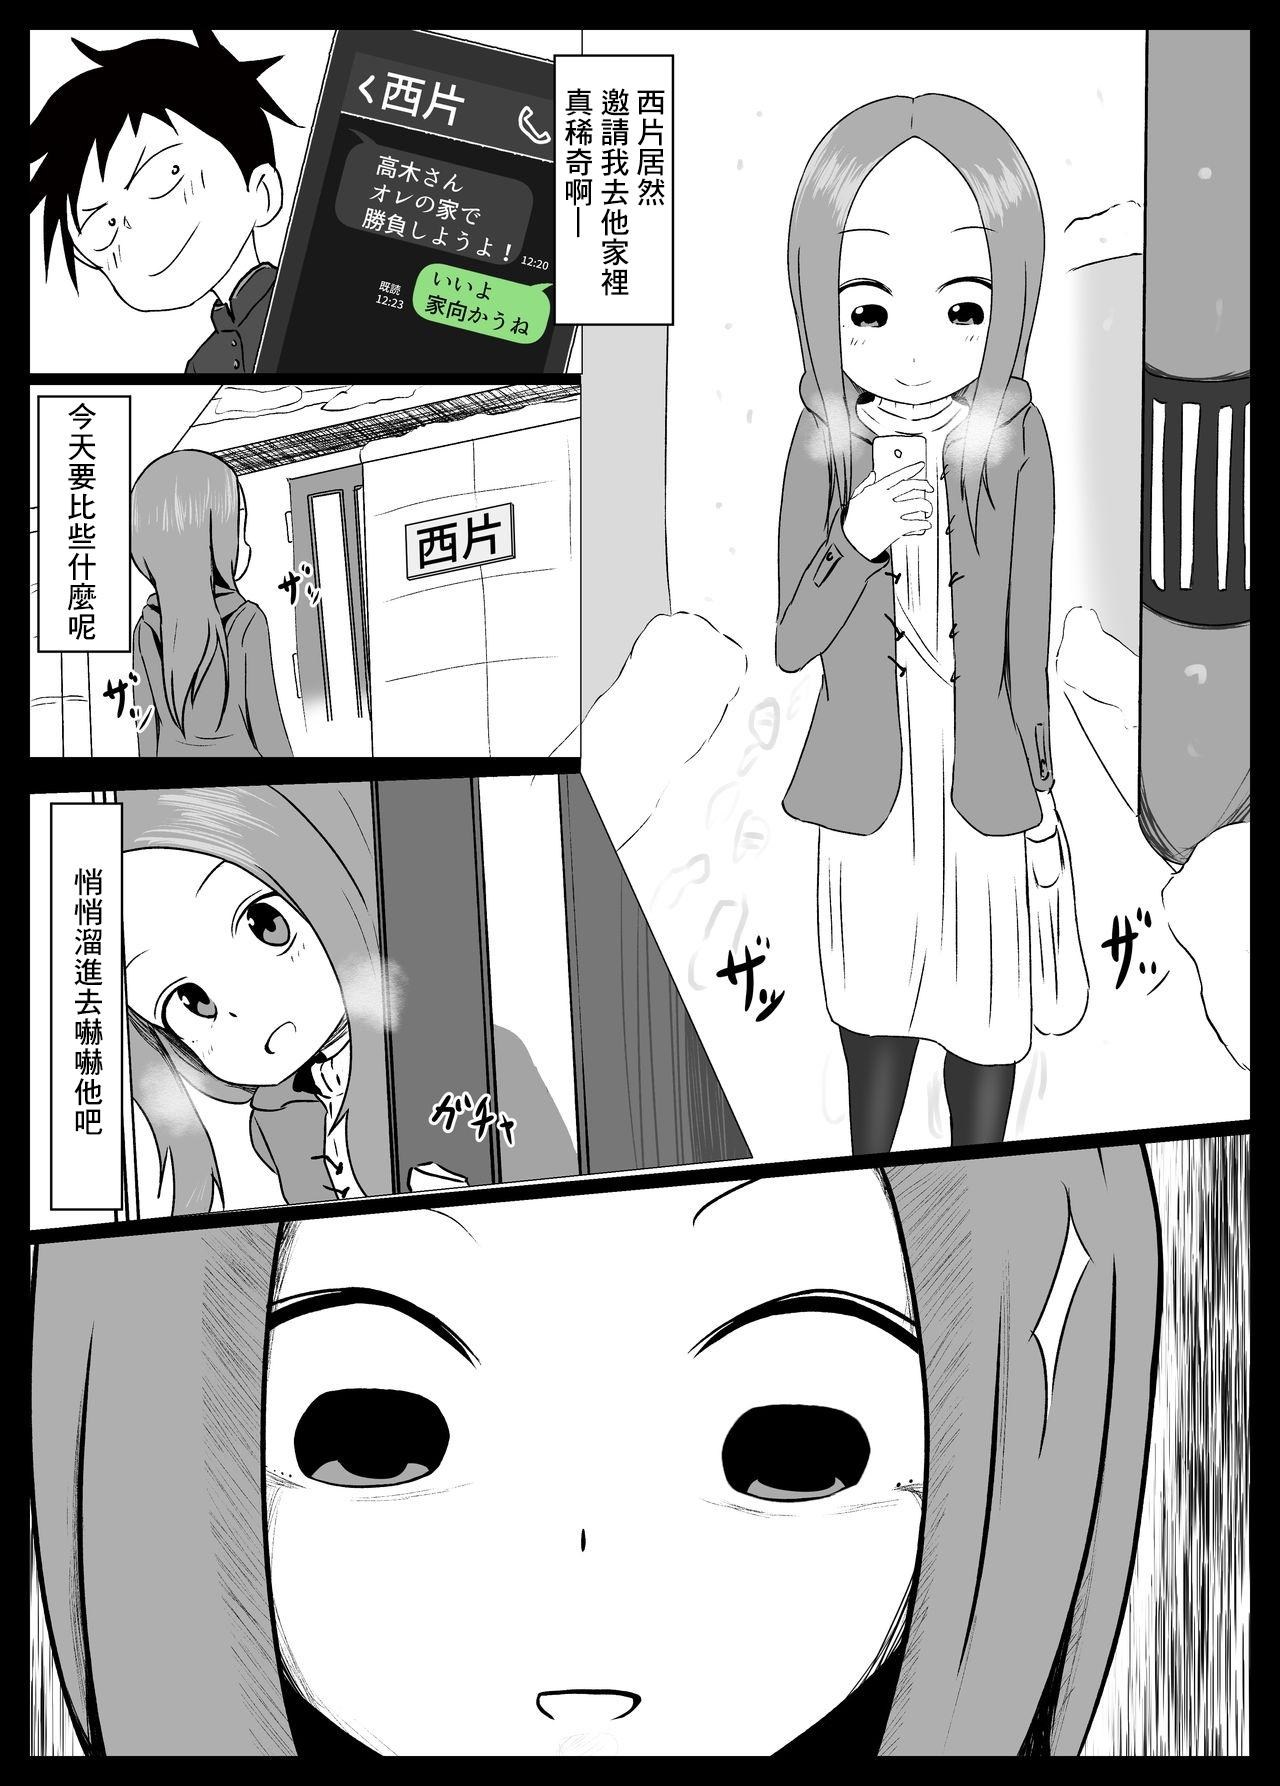 西片居然
邀請我去他家裡
真稀奇啊ー
く西片
高木さん
オレの家で
勝負しようよ！
12:20
いいよ
家向かうね
既読
12:23
ザッ
ザッ
今天要比些什麼呢
西片
ザッ
ザッ
悄悄溜進去嚇嚇他吧
ガチャ